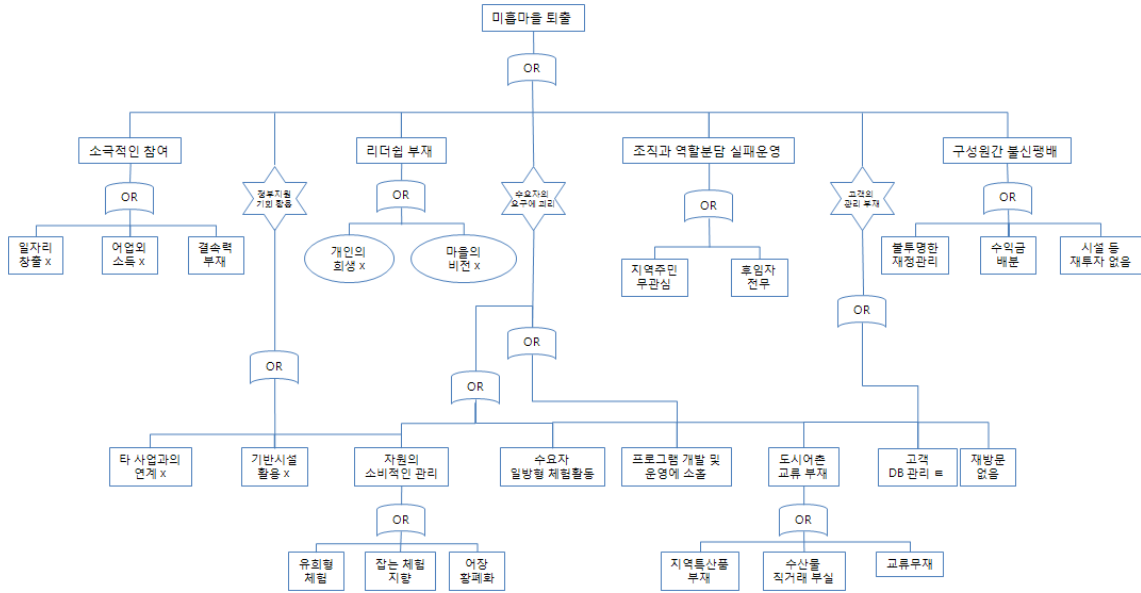 미흡마을 퇴출
OR
소극적인 참여
리더쉽 부재
조직과 역할분담 실패운영
구성원간 불신팽배
OR
정부지원
기회 활용
OR
수요자의
요구에 괴리
OR
고객의
관리 부재
OR
일자리
창출 x
어업외
소득 x
결속력
부재
개인의
희생 x
마을의
비전 x
지역주민
무관심
후임자
전무
불투명한
재정관리
수익금
배분
시설 등
재투자 없음
OR
OR
OR
OR
타 사업과의
연계 x
기반시설
활용 x
자원의
소비적인 관리
수요자
일방형 체험활동
프로그램 개발 및
운영에 소홀
도시어촌
교류 부재
고객
DB 관리 ㅌ
재방문
없음
OR
OR
유희형
체험
잡는 체험
지향
어장
황폐화
지역특산품
부재
수산물
직거래 부실
교류무재